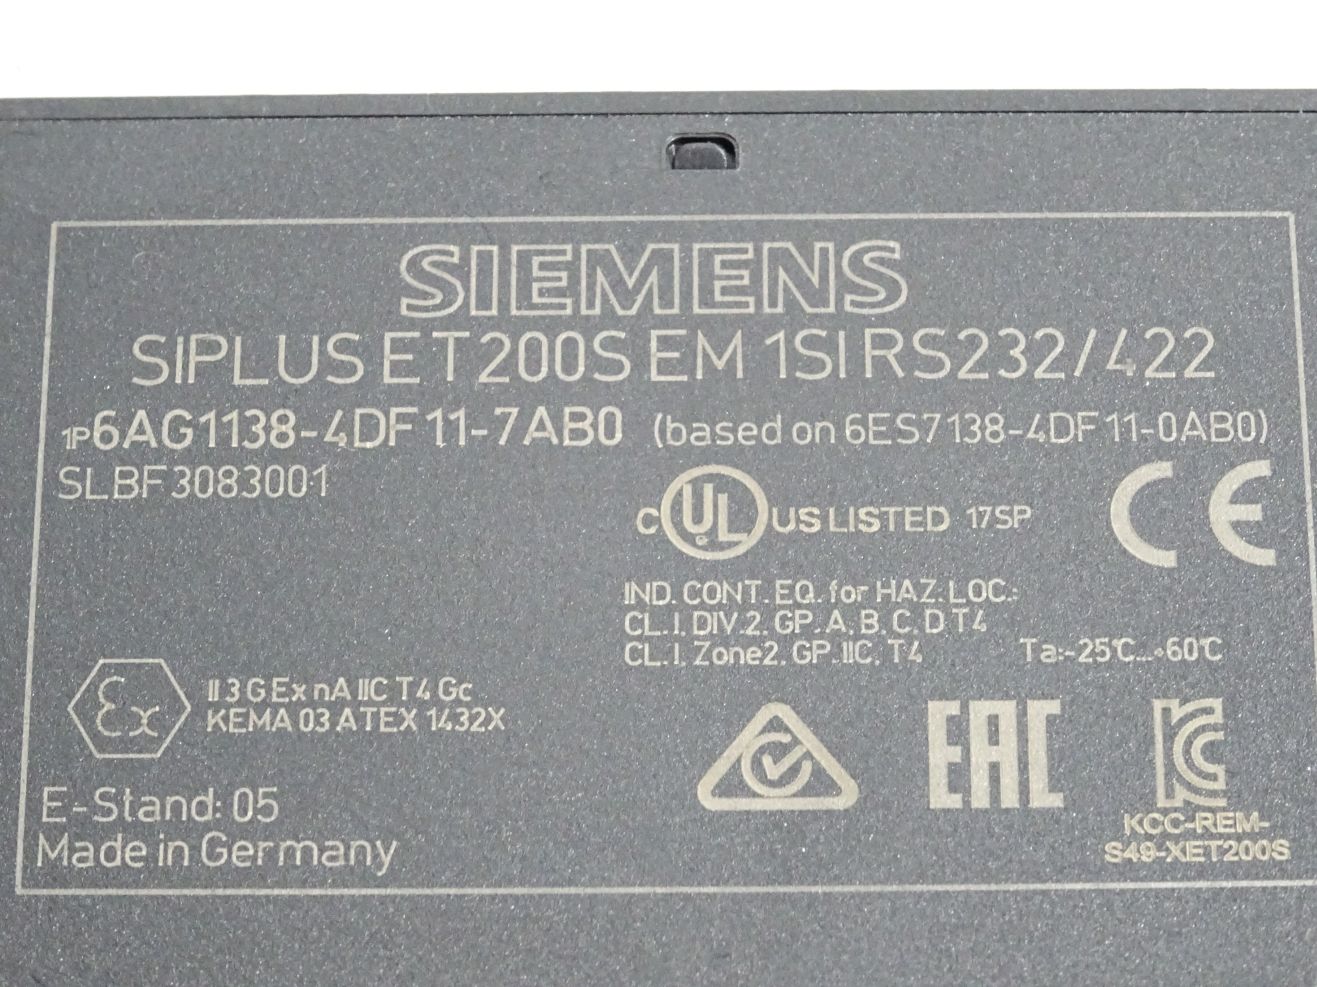 SIEMENS
SIPLUS ET200S EM 1SI RS232/422
1P6AG1138-4DF11-7AB0 (based on 6ES7138-4DF11-0AB0)
SLBF3083001
c UL US LISTED 17SP
CE
IND. CONT. EQ. for HAZ. LOC.:
CL. I, DIV.2, GP. A, B, C, D T4
CL. I, Zone2, GP. IIC, T4 Ta:-25°C...+60°C
Ex II 3 G Ex nA IIC T4 Gc
KEMA 03 ATEX 1432X
EAC
E-Stand: 05
KCC-REM-
Made in Germany
S49-XET200S